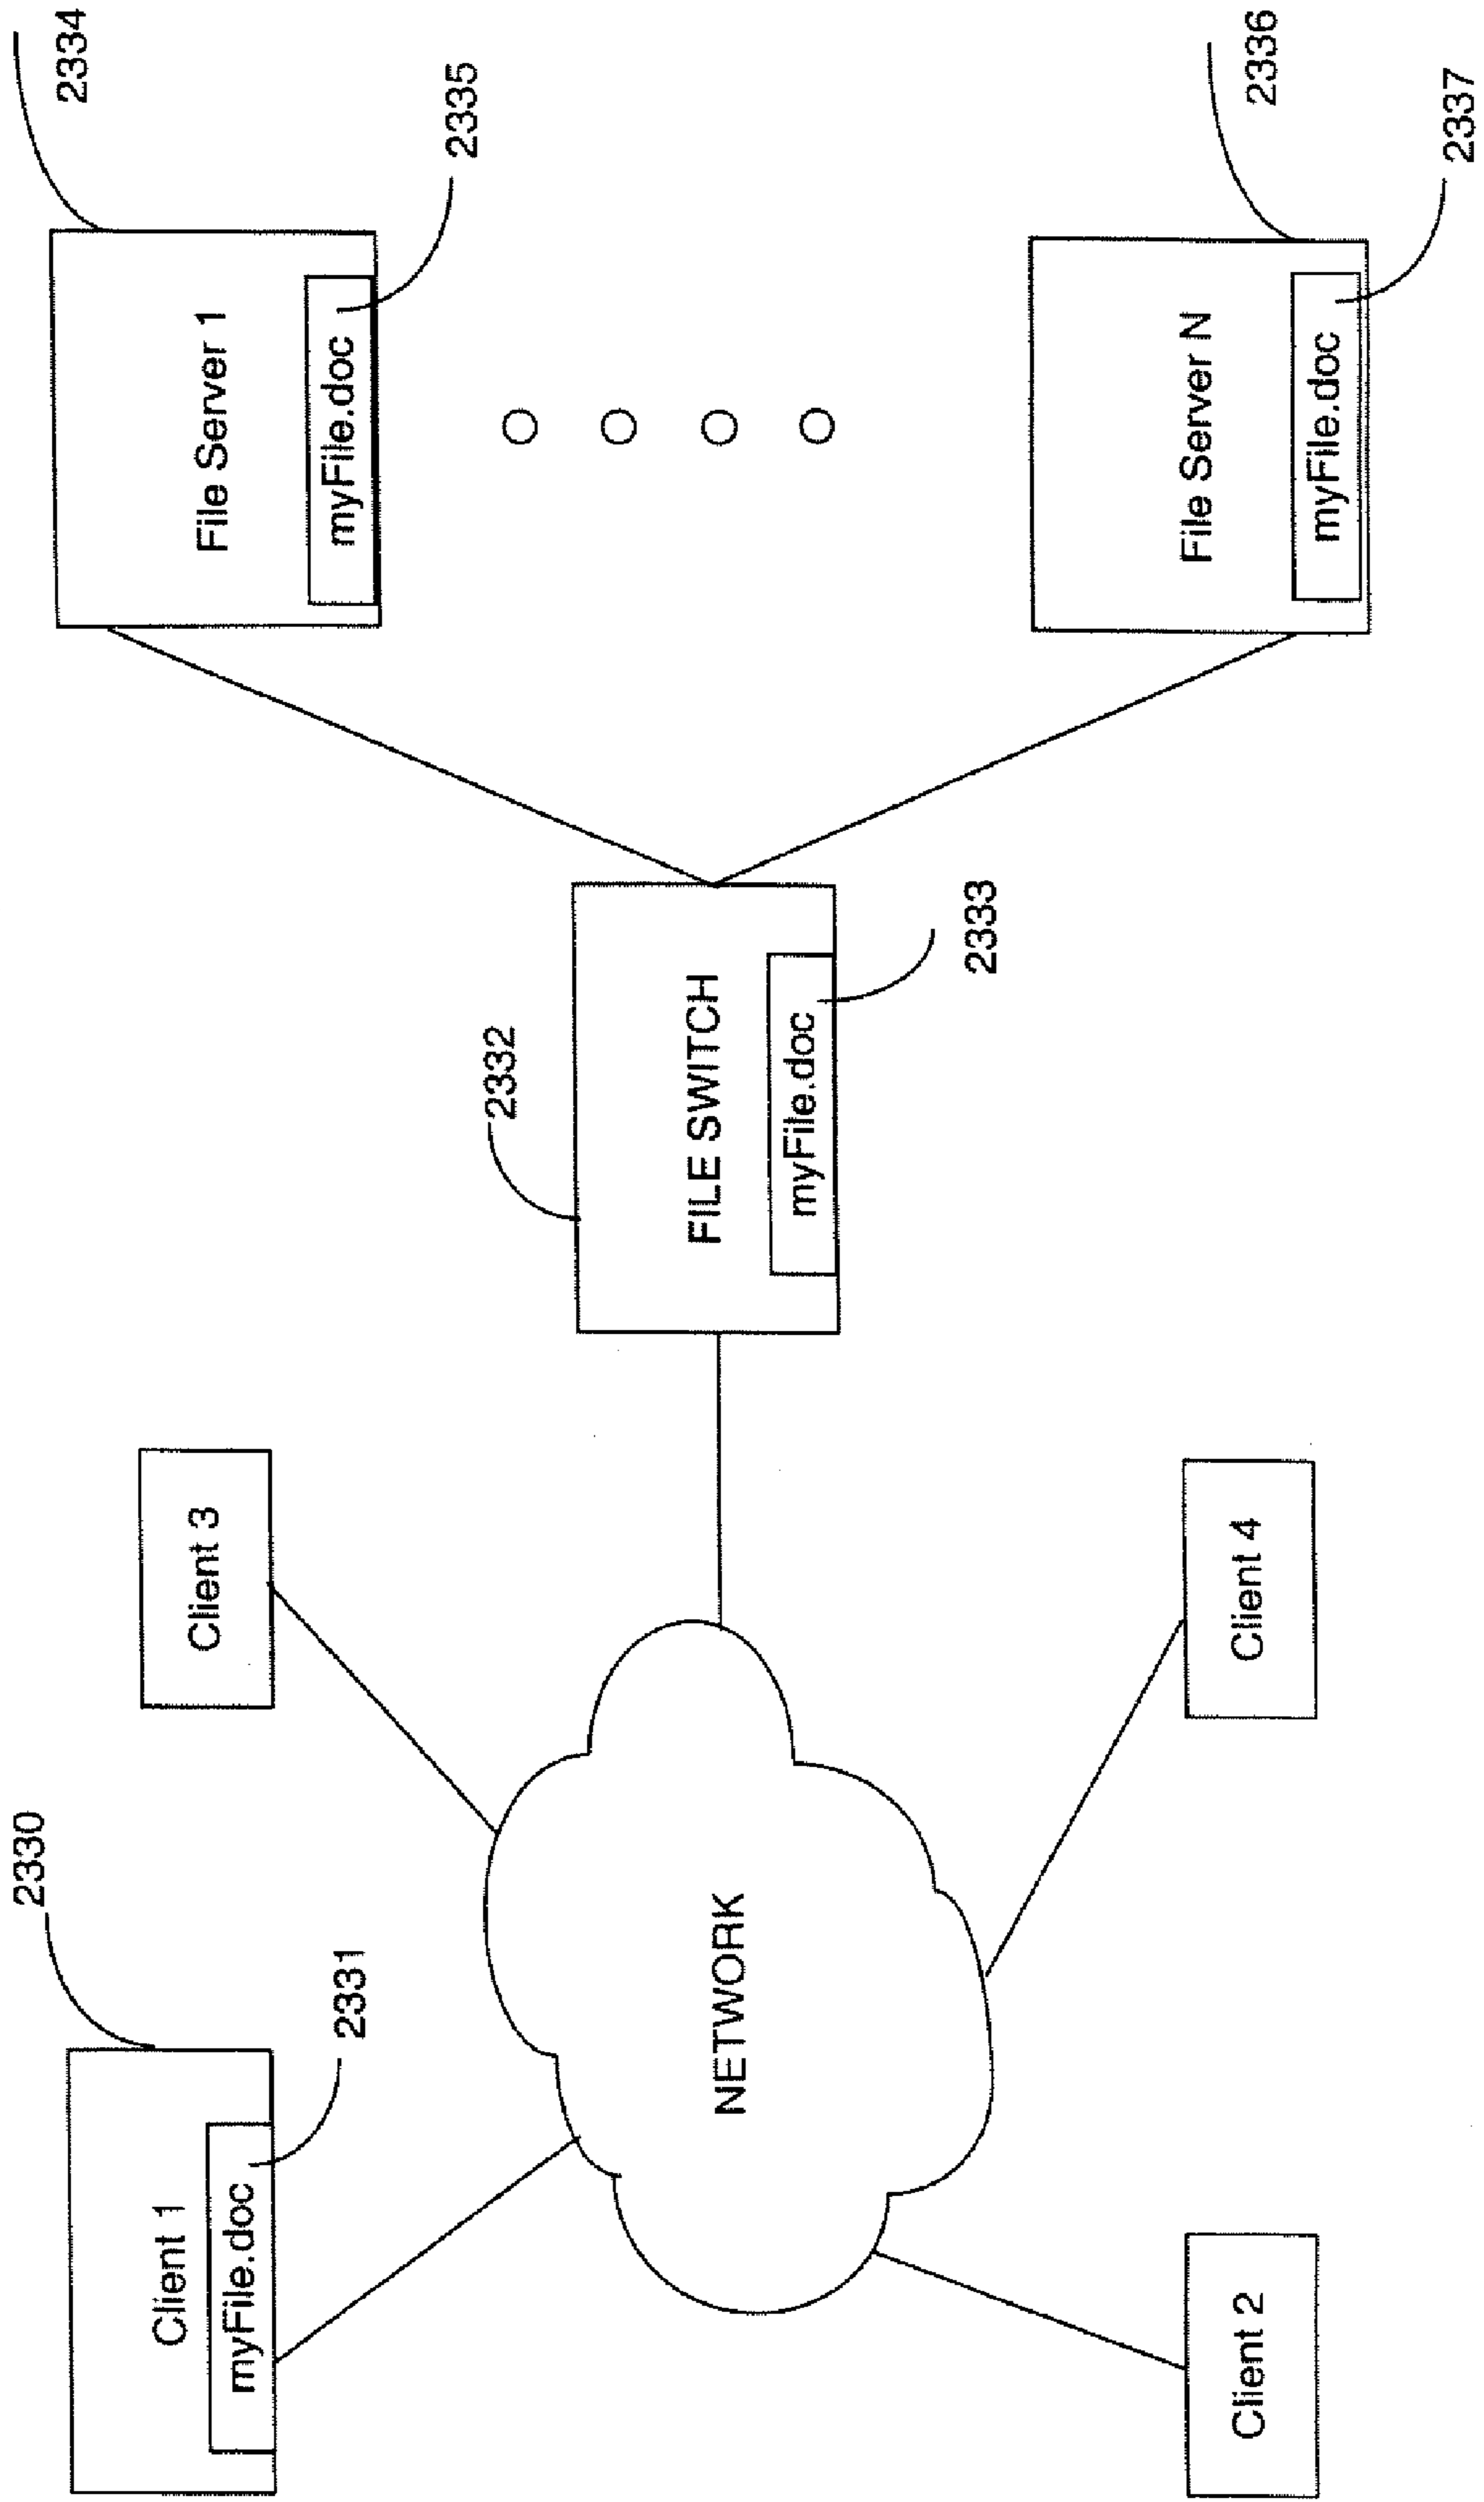 2330
Client 1
myFile.doc
2331
Client 3
Client 2
Client 4
NETWORK
2332
FILE SWITCH
myFile.doc
2333
2334
File Server 1
myFile.doc
2335
2336
File Server N
myFile.doc
2337